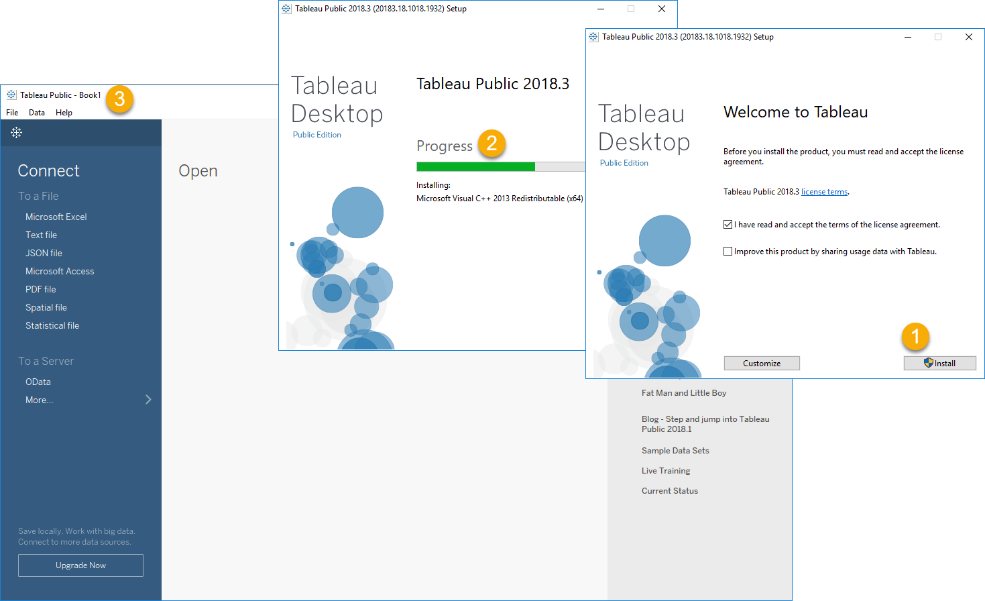 Tableau Public 2018.3 (20183.18.1018.1932) Setup
Tableau
Desktop
Public Edition
Tableau Public 2018.3
Progress
2
Installing:
Microsoft Visual C++ 2013 Redistributable (x64)
Tableau Public 2018.3 (20183.18.1018.1932) Setup
Tableau
Desktop
Public Edition
Welcome to Tableau
Before you install the product, you must read and accept the license
agreement.
Tableau Public 2018.3 license terms.
I have read and accept the terms of the license agreement.
Improve this product by sharing usage data with Tableau.
1
Customize
Install
Tableau Public - Book1
3
File Data Help
Connect
To a File
Microsoft Excel
Text file
JSON file
Microsoft Access
PDF file
Spatial file
Statistical file
To a Server
OData
More...
Save locally. Work with big data.
Connect to more data sources.
Upgrade Now
Open
Fat Man and Little Boy
Blog - Step and jump into Tableau
Public 2018.1
Sample Data Sets
Live Training
Current Status